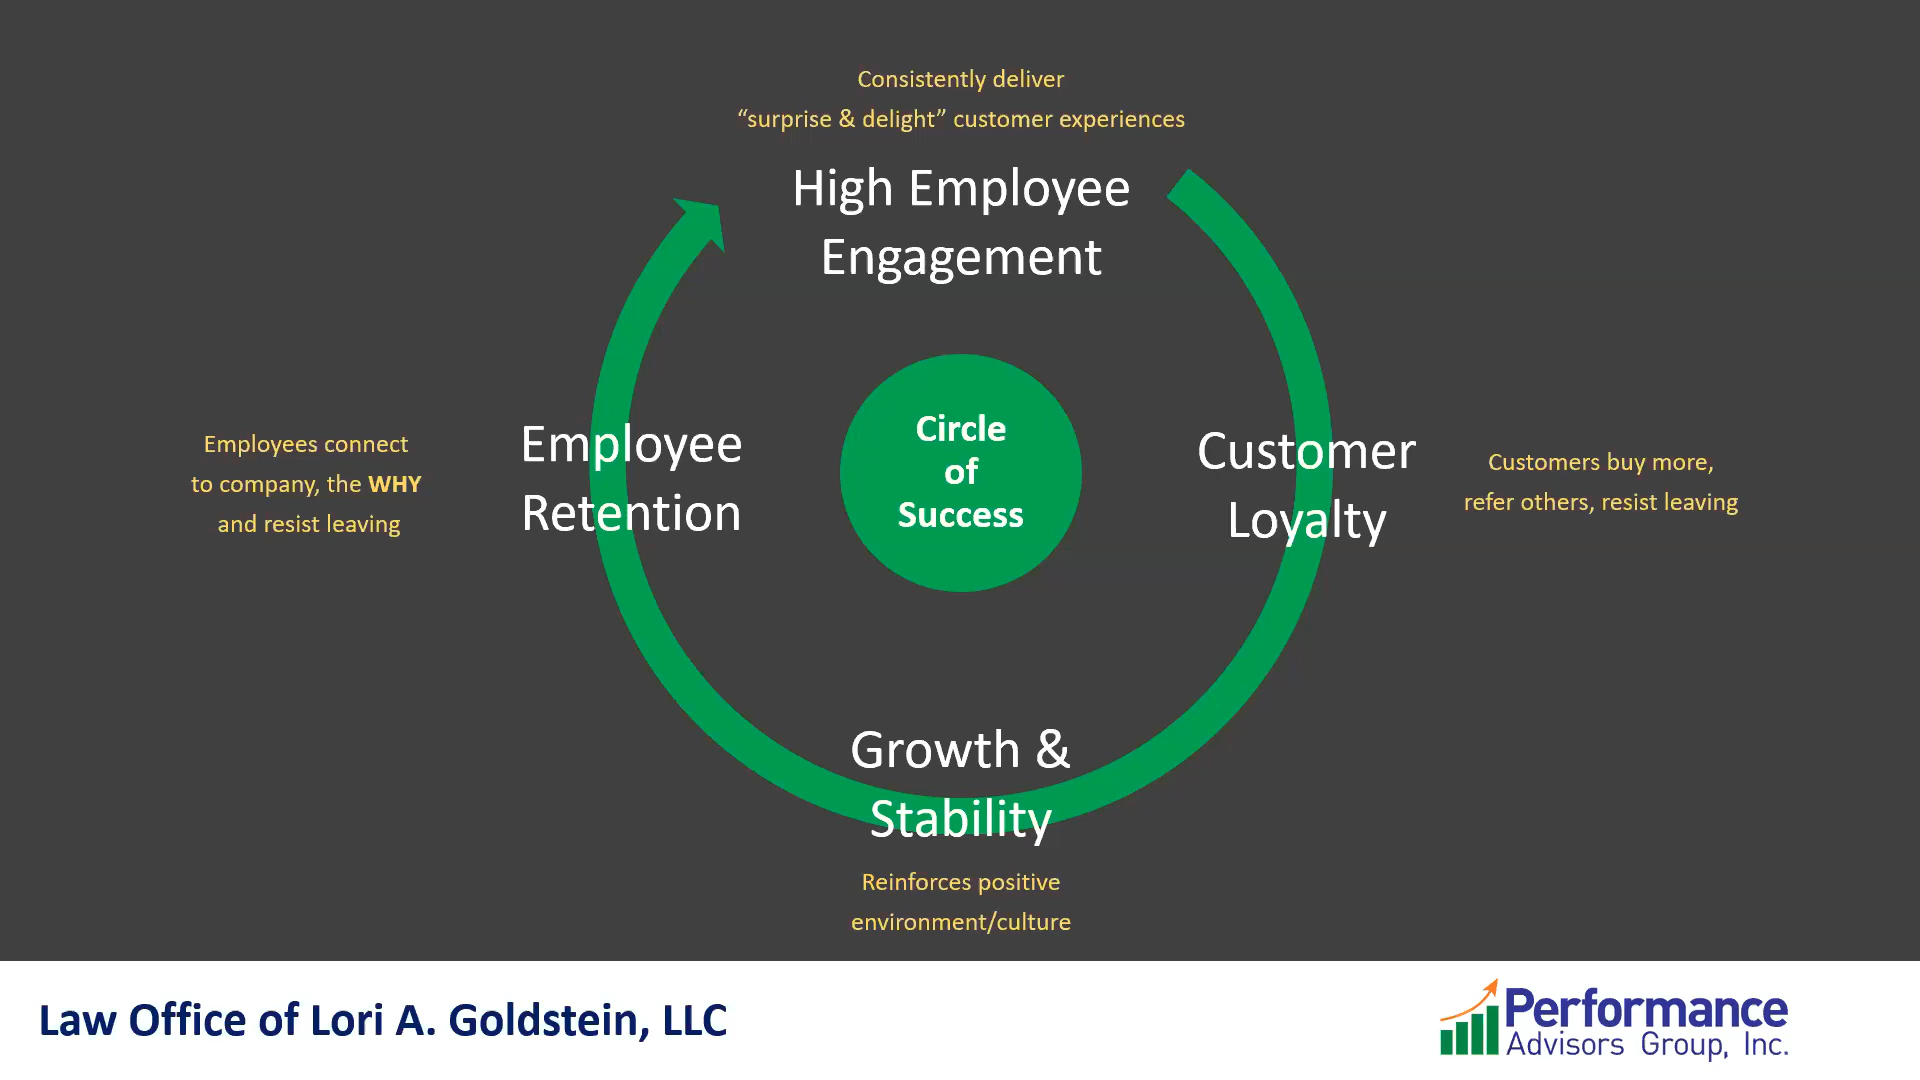 Consistently deliver
“surprise & delight” customer experiences
High Employee
Engagement
Circle
of
Success
Customer
Loyalty
Customers buy more,
refer others, resist leaving
Growth &
Stability
Reinforces positive
environment/culture
Employee
Retention
Employees connect
to company, the WHY
and resist leaving
Law Office of Lori A. Goldstein, LLC
Performance
Advisors Group, Inc.